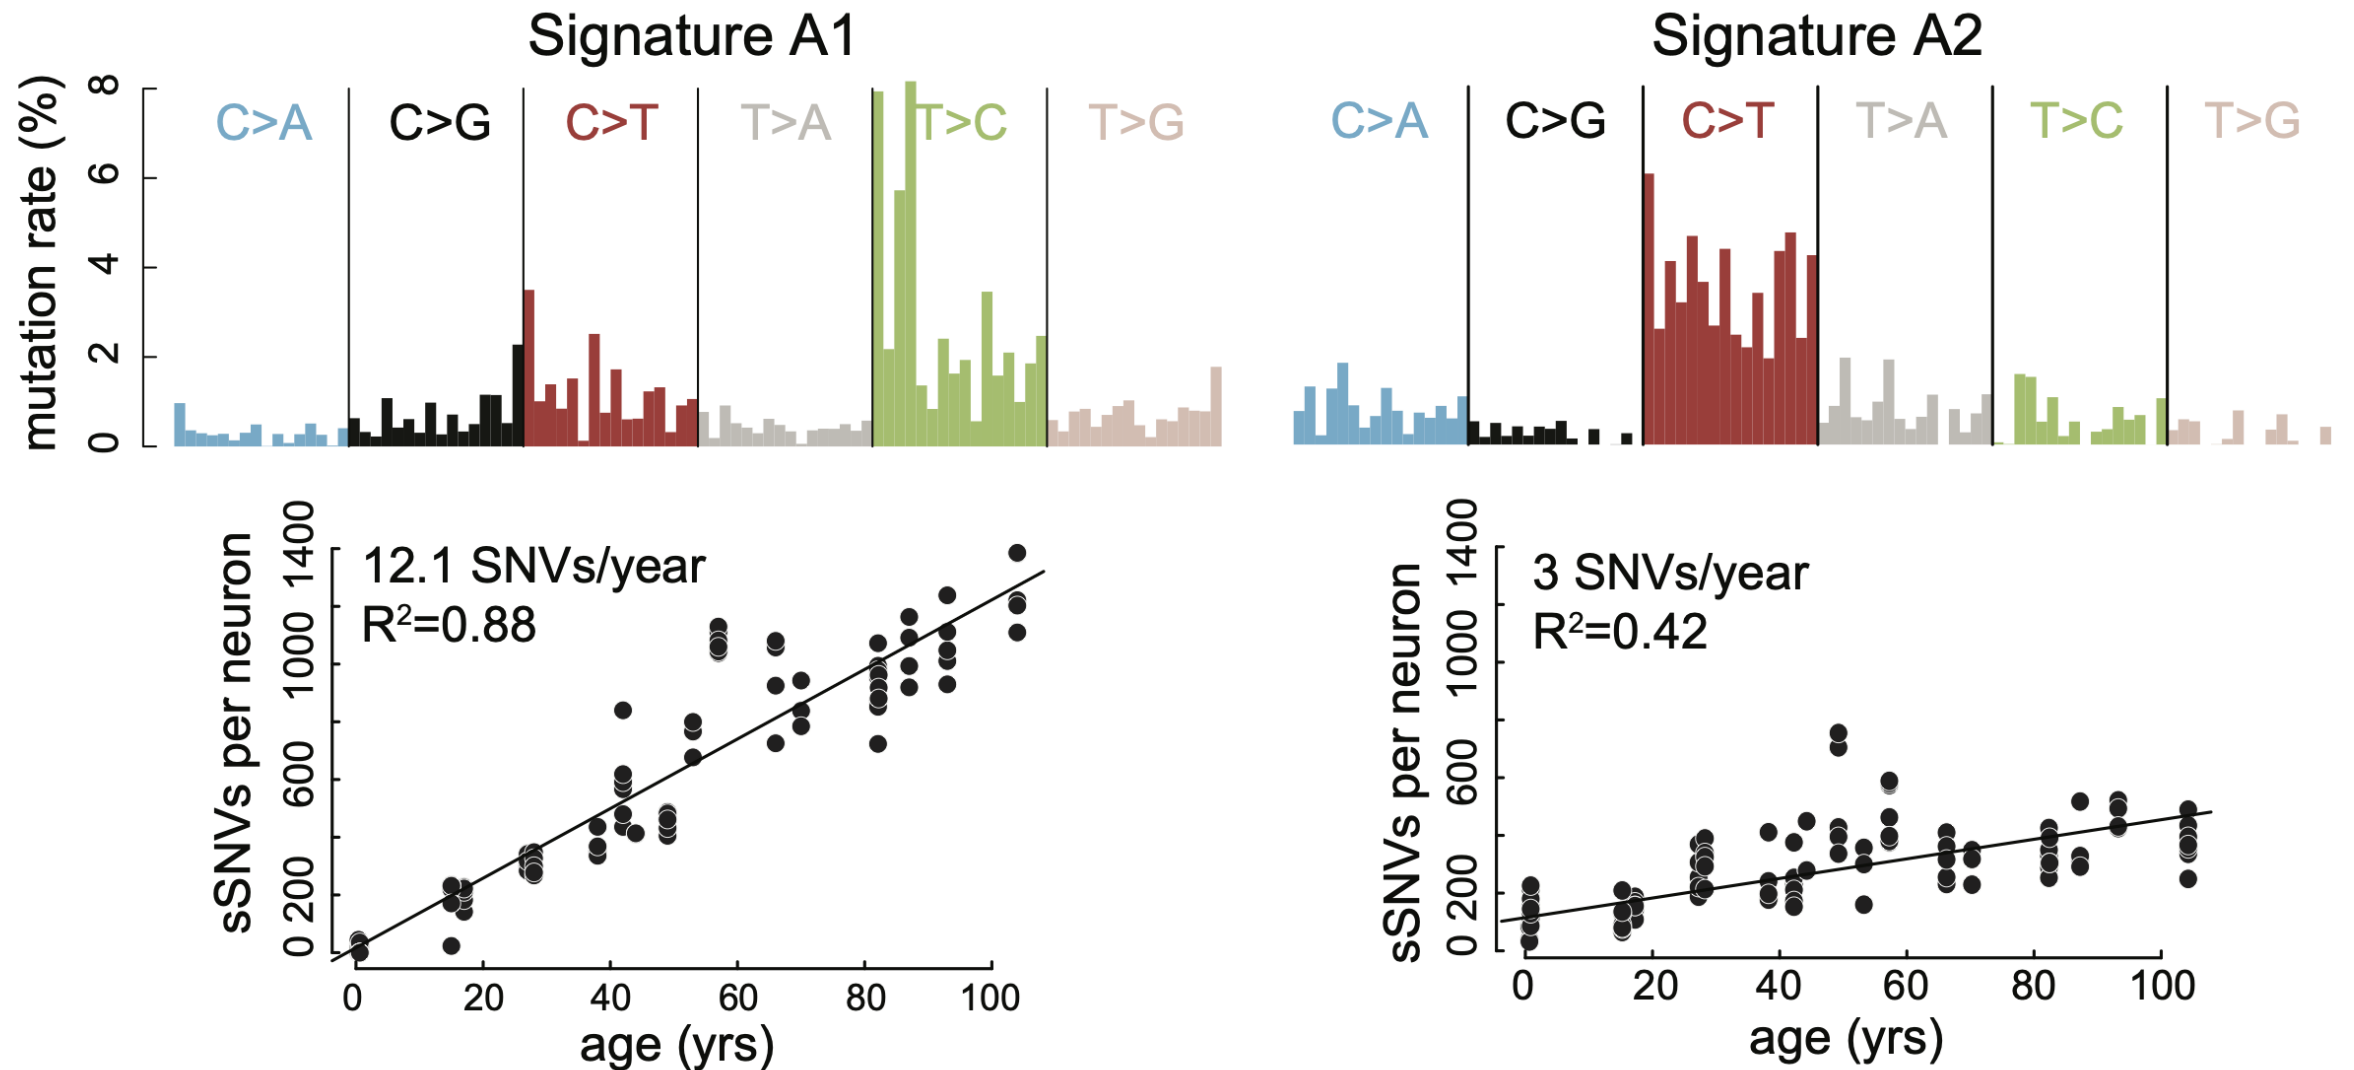 Signature A1
mutation rate (%)
8
6
4
2
0
C>A C>G C>T T>A T>C T>G
sSNVs per neuron
1400
1000
600
200
0
12.1 SNVs/year
R²=0.88
0 20 40 60 80 100
age (yrs)
Signature A2
C>A C>G C>T T>A T>C T>G
sSNVs per neuron
1400
1000
600
200
0
3 SNVs/year
R²=0.42
0 20 40 60 80 100
age (yrs)